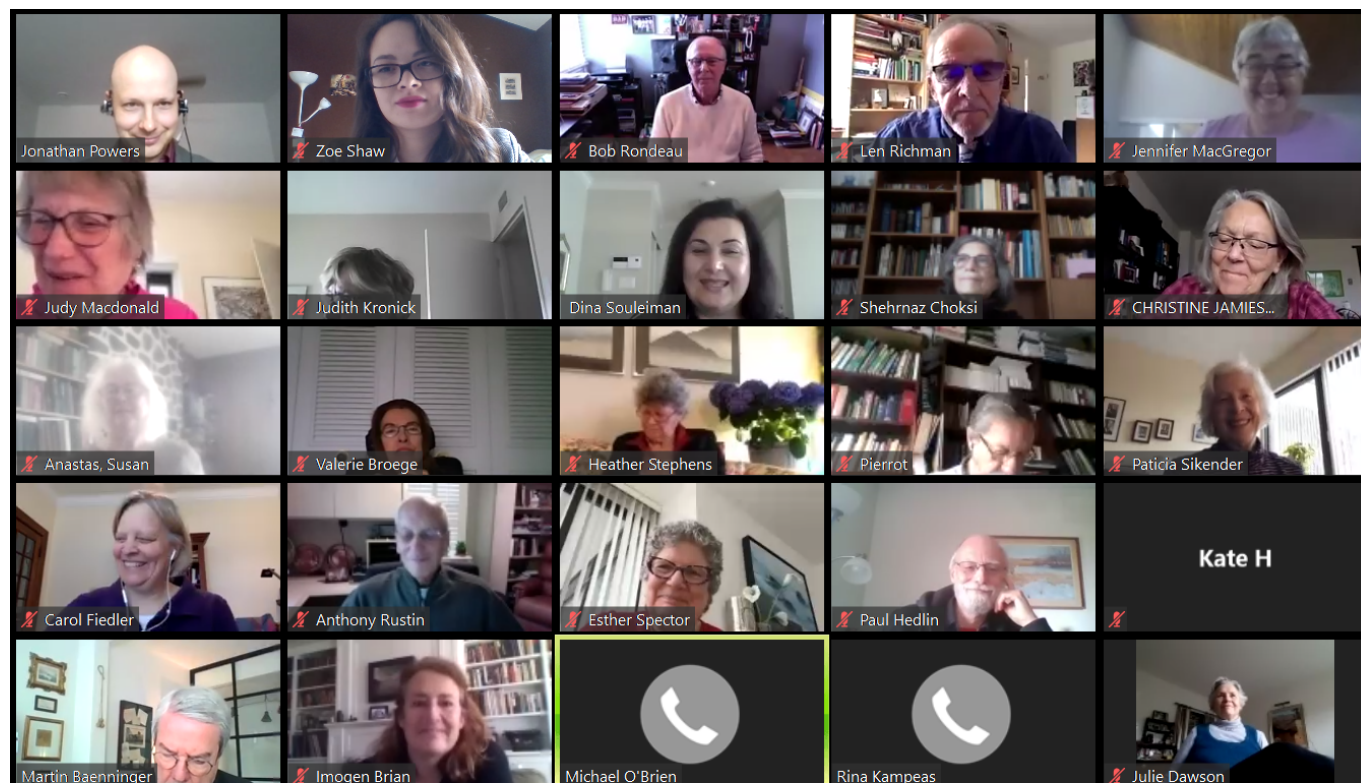 Jonathan Powers
Zoe Shaw
Bob Rondeau
Len Richman
Jennifer MacGregor
Judy Macdonald
Judith Kronick
Dina Souleiman
Shehrnaz Choksi
CHRISTINE JAMIES...
Anastas, Susan
Valerie Broege
Heather Stephens
Pierrot
Paticia Sikender
Carol Fiedler
Anthony Rustin
Esther Spector
Paul Hedlin
Kate H
Martin Baenninger
Imogen Brian
Michael O'Brien
Rina Kampeas
Julie Dawson